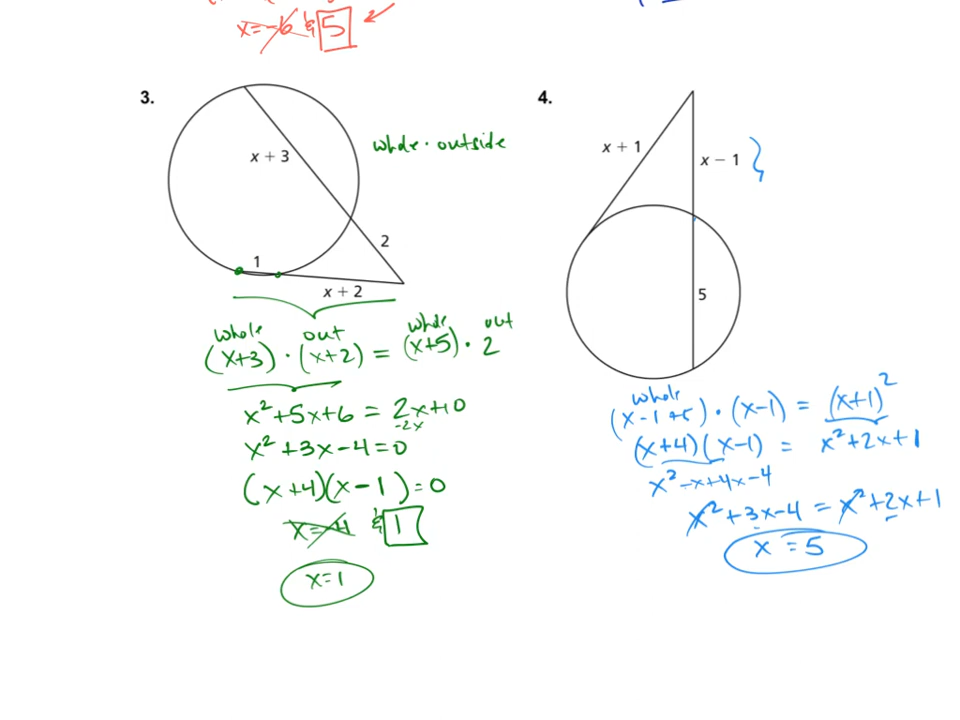 x=-6 & 5
3.
x + 3
whole · outside
2
1
x + 2
whole out whole out
(x+3) · (x+2) = (x+5) · 2
x²+5x+6 = 2x+10
-2x
x²+3x-4=0
(x+4)(x-1)=0
x=-4 & 1
x=1
4.
x + 1
x − 1 }
5
whole
(x-1+5) · (x-1) = (x+1)²
(x+4)(x-1) = x²+2x+1
x²-x+4x-4
x²+3x-4 = x²+2x+1
x = 5